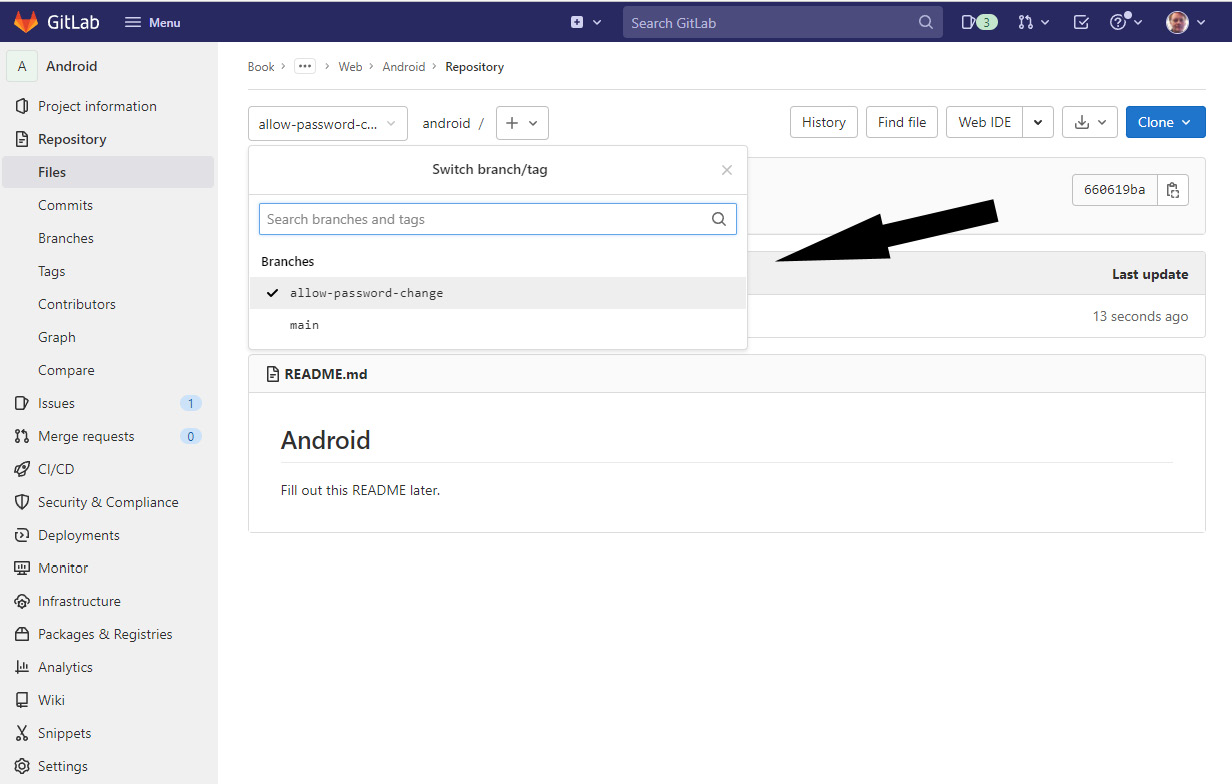 GitLab
Menu
Search GitLab
3
A
Android
Project information
Repository
Files
Commits
Branches
Tags
Contributors
Graph
Compare
Issues 1
Merge requests 0
CI/CD
Security & Compliance
Deployments
Monitor
Infrastructure
Packages & Registries
Analytics
Wiki
Snippets
Settings
Book › ••• › Web › Android › Repository
allow-password-c...
android / +
History
Find file
Web IDE
Clone
Switch branch/tag
Search branches and tags
Branches
allow-password-change
main
660619ba
Last update
13 seconds ago
README.md
Android
Fill out this README later.